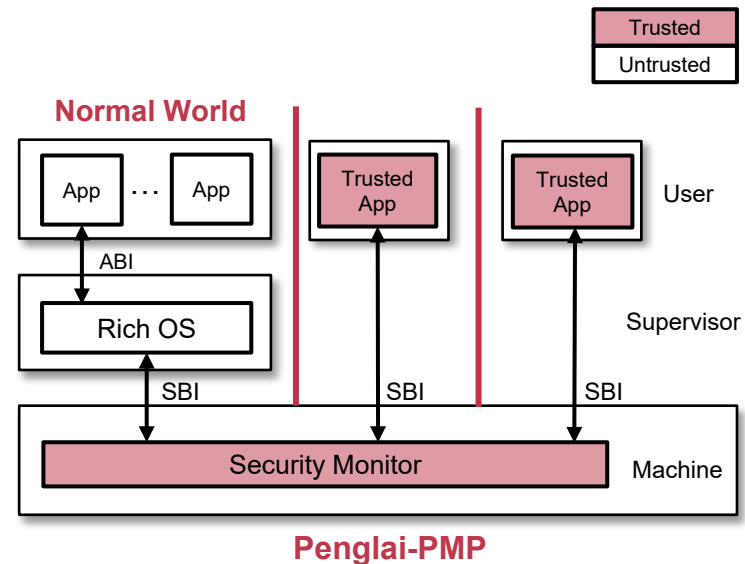 Trusted
Untrusted
Normal World
App ... App
Trusted
App
Trusted
App
User
ABI
Rich OS
Supervisor
SBI
SBI
SBI
Security Monitor
Machine
Penglai-PMP